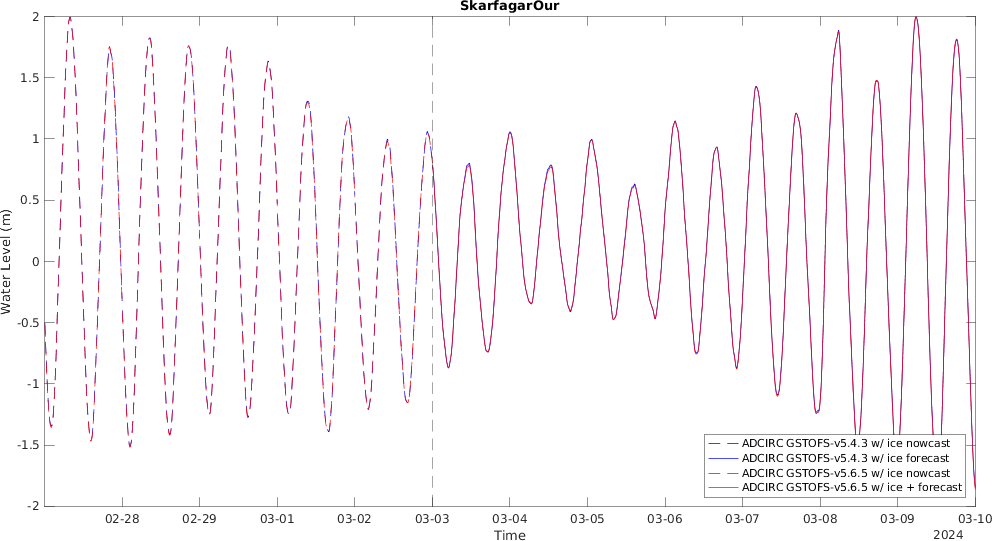 SkarfagarOur
2
1.5
1
0.5
0
-0.5
-1
-1.5
-2
Water Level (m)
ADCIRC GSTOFS-v5.4.3 w/ ice nowcast
ADCIRC GSTOFS-v5.4.3 w/ ice forecast
ADCIRC GSTOFS-v5.6.5 w/ ice nowcast
ADCIRC GSTOFS-v5.6.5 w/ ice + forecast
02-28 02-29 03-01 03-02 03-03 03-04 03-05 03-06 03-07 03-08 03-09 03-10
Time 2024